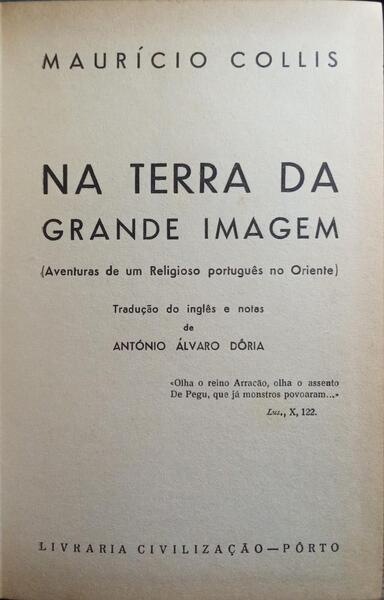 MAURÍCIO COLLIS
NA TERRA DA
GRANDE IMAGEM
(Aventuras de um Religioso português no Oriente)
Tradução do inglês e notas
de
ANTÓNIO ÁLVARO DÓRIA
«Olha o reino Arracão, olha o assento
De Pegu, que já monstros povoaram...»
Lus., X, 122.
LIVRARIA CIVILIZAÇÃO—PÔRTO